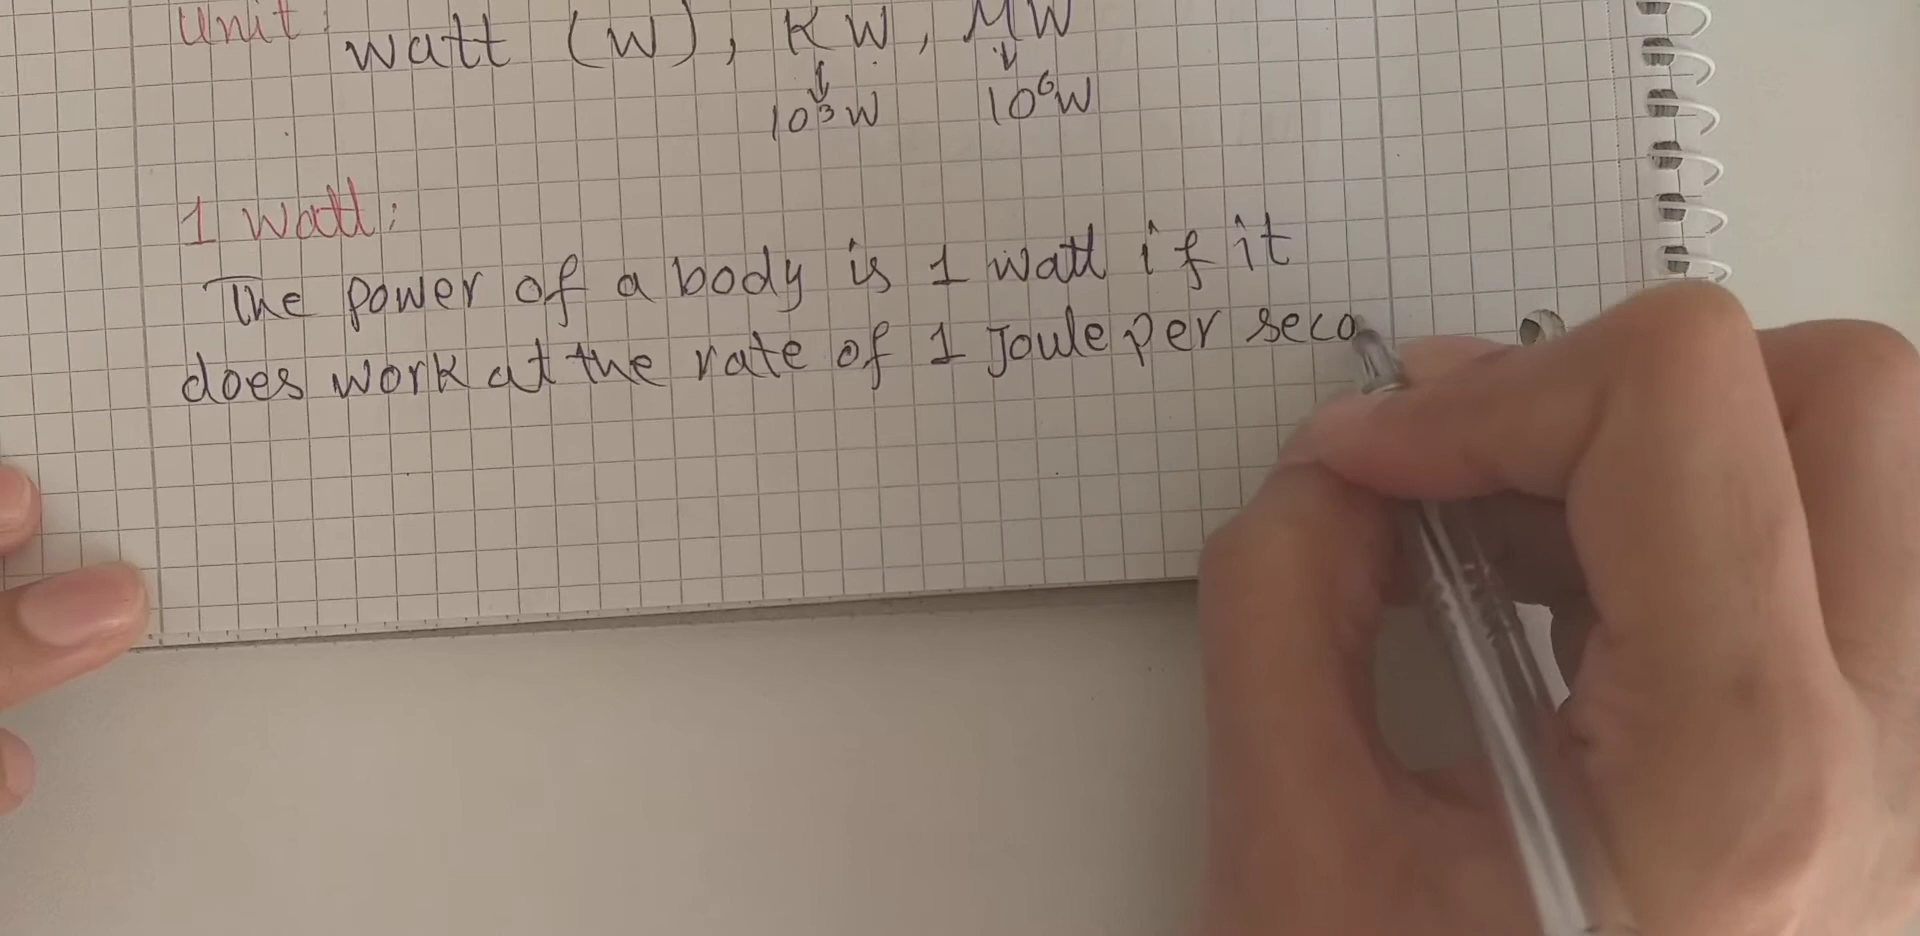 Unit:
watt (W), KW, MW
10³W 10⁶W
1 Watt:
The power of a body is 1 watt if it
does work at the rate of 1 Joule per seco